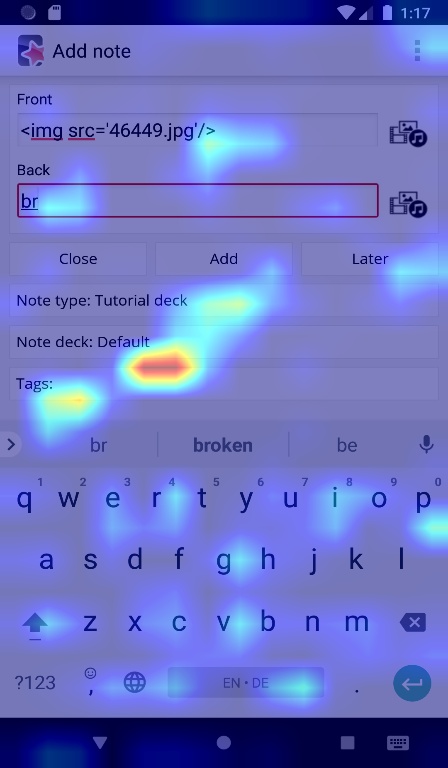 1:17
Add note
Front
<img src='46449.jpg'/>
Back
br
Close Add Later
Note type: Tutorial deck
Note deck: Default
Tags:
br broken be
1 2 3 4 5 6 7 8 9 0
q w e r t y u i o p
a s d f g h j k l
z x c v b n m
?123 , EN • DE .